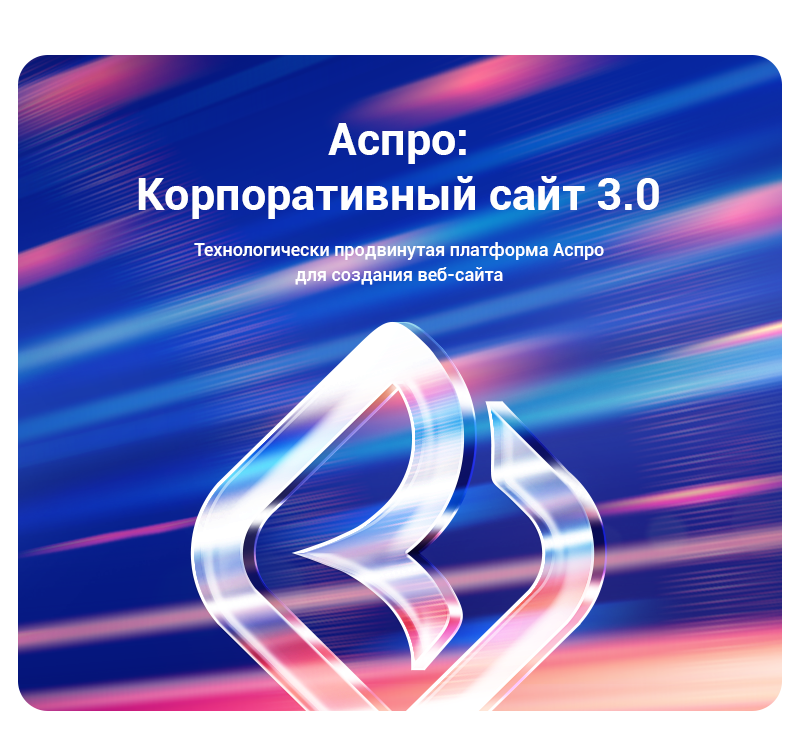 Аспро:
Корпоративный сайт 3.0
Технологически продвинутая платформа Аспро
для создания веб-сайта